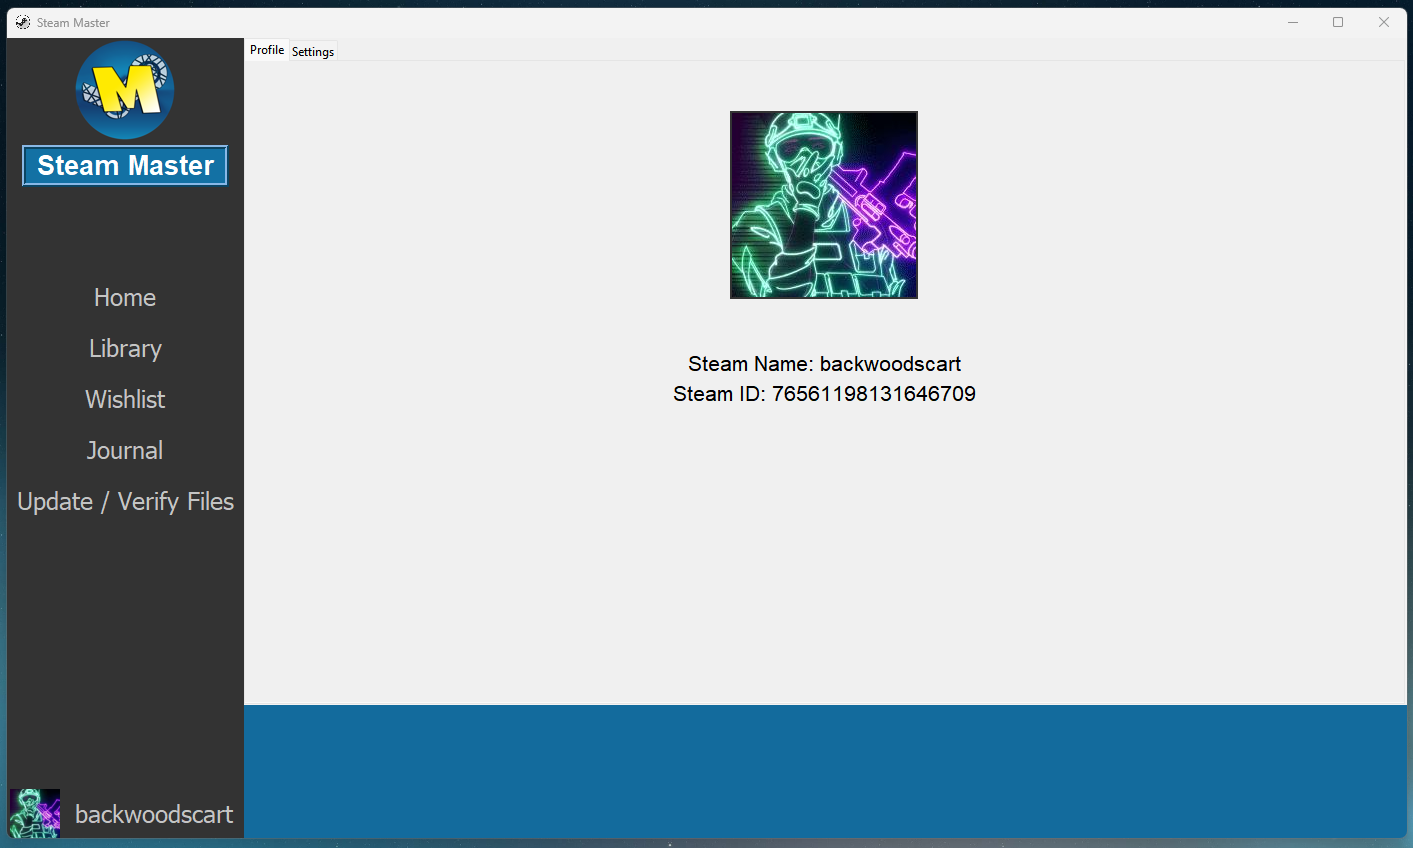 Steam Master
M
Steam Master
Home
Library
Wishlist
Journal
Update / Verify Files
backwoodscart
Profile
Settings
Steam Name: backwoodscart
Steam ID: 76561198131646709